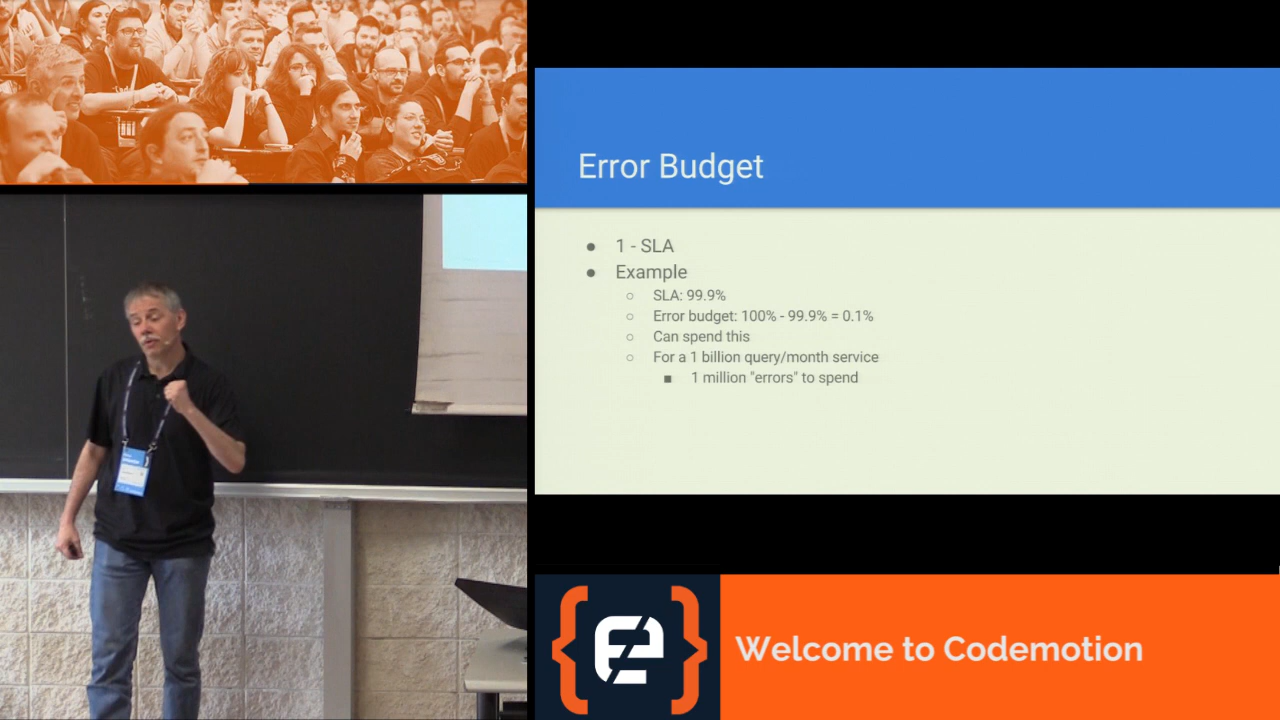 Error Budget
● 1 - SLA
● Example
○ SLA: 99.9%
○ Error budget: 100% - 99.9% = 0.1%
○ Can spend this
○ For a 1 billion query/month service
■ 1 million "errors" to spend
Welcome to Codemotion